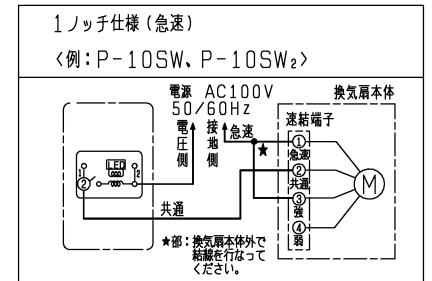 1ノッチ仕様(急速)
〈例:P-10SW、P-10SW₂〉
電源 AC100V
50/60Hz
換気扇本体
電圧側
接地側
急速
★
速結端子
① 急速
② 共通
③ 強
④ 弱
M
LED
1
2
②
共通
★部:換気扇本体外で
結線を行なって
ください。